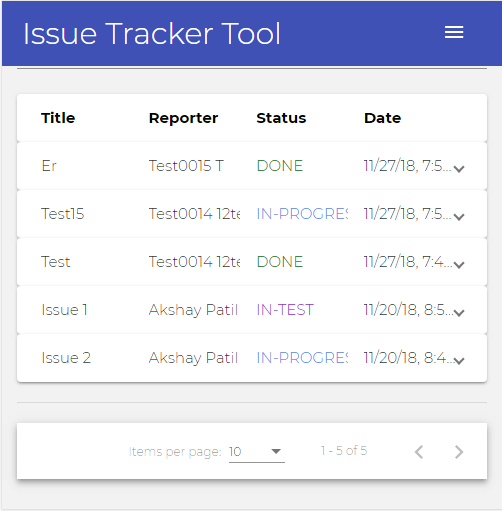 Issue Tracker Tool
Title Reporter Status Date
Er Test0015 T DONE 11/27/18, 7:5...
Test15 Test0014 12te IN-PROGRES 11/27/18, 7:5...
Test Test0014 12te DONE 11/27/18, 7:4...
Issue 1 Akshay Patil IN-TEST 11/20/18, 8:5...
Issue 2 Akshay Patil IN-PROGRES 11/20/18, 8:4...
Items per page: 10 1 - 5 of 5